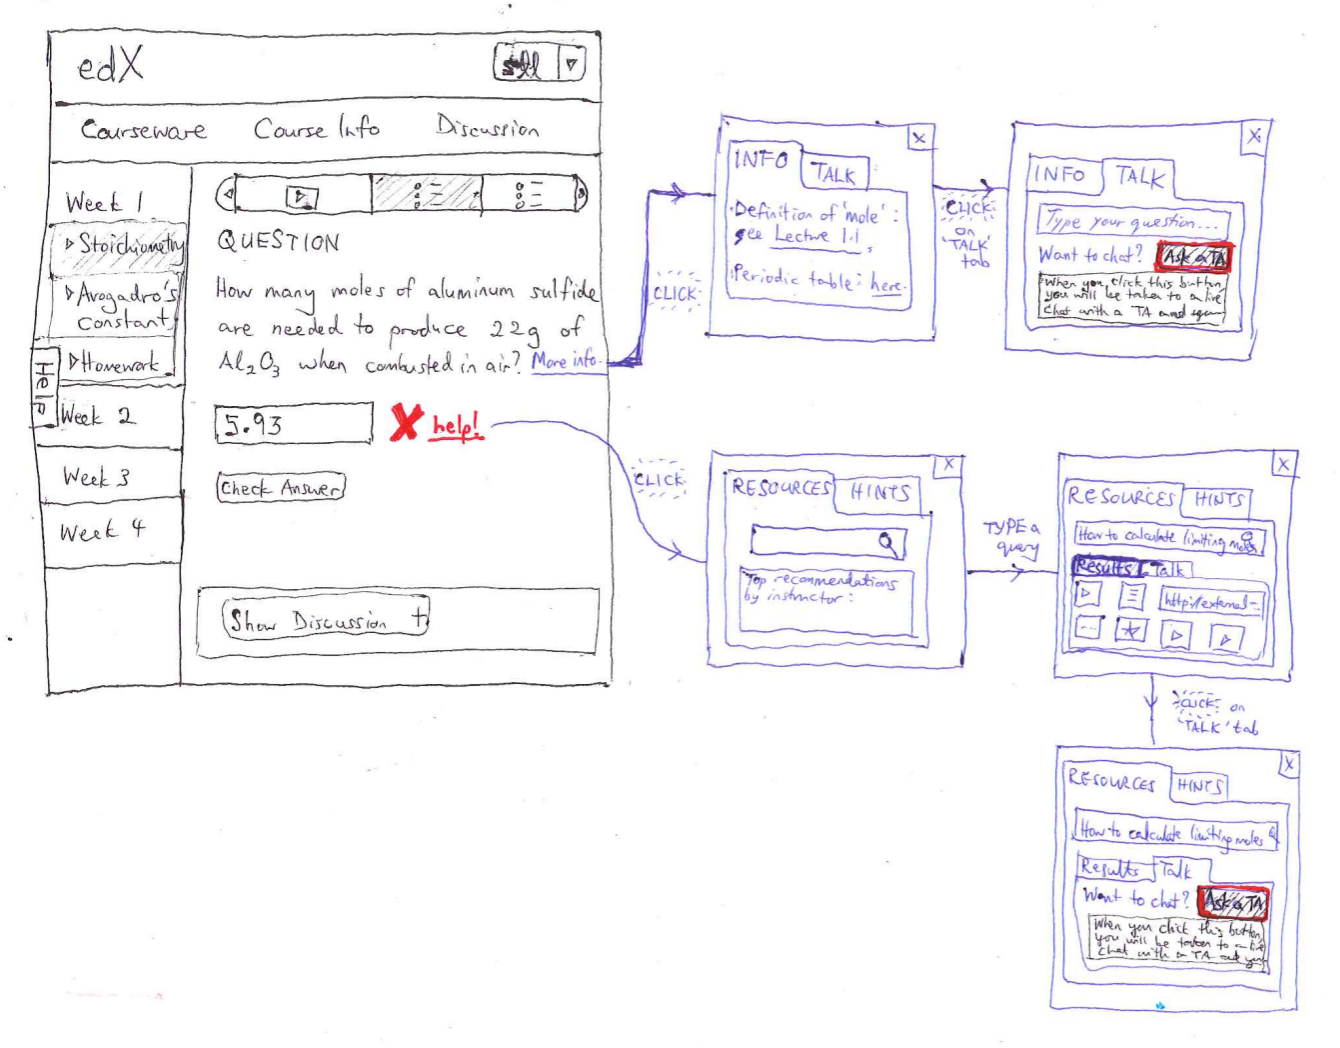 edX
Courseware Course Info Discussion
Week 1
Stoichiometry
Avogadro's
Constant
Homework
Help
Week 2
Week 3
Week 4
QUESTION
How many moles of aluminum sulfide
are needed to produce 22g of
Al₂O₃ when combusted in air? More info.
5.93 X help!
Check Answer
Show Discussion +
CLICK
X
INFO TALK
Definition of 'mole':
see Lecture 1.1,
Periodic table: here.
CLICK
on
'TALK'
tab
X
INFO TALK
Type your question...
Want to chat? Ask a TA
When you click this button,
you will be taken to a live
chat with a TA and
CLICK
X
RESOURCES HINTS
Top recommendations
by instructor:
TYPE a
query
X
RESOURCES HINTS
How to calculate limiting moles
Results Talk
http://external-..
CLICK on
'TALK' tab
X
RESOURCES HINTS
How to calculate limiting moles
Results Talk
Want to chat? Ask a TA
When you click this button,
you will be taken to a live
chat with a TA and you